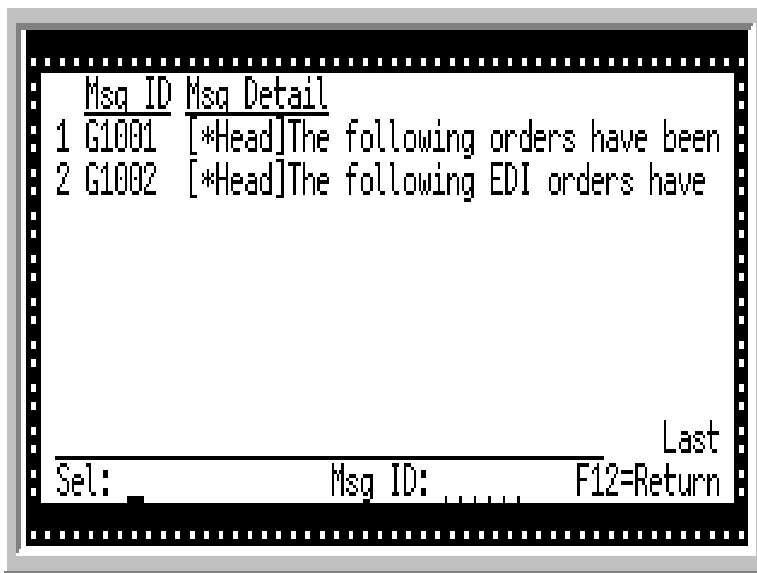 Msg ID Msg Detail
1 G1001 [*Head]The following orders have been
2 G1002 [*Head]The following EDI orders have
Last
Sel: _ Msg ID: ...... F12=Return